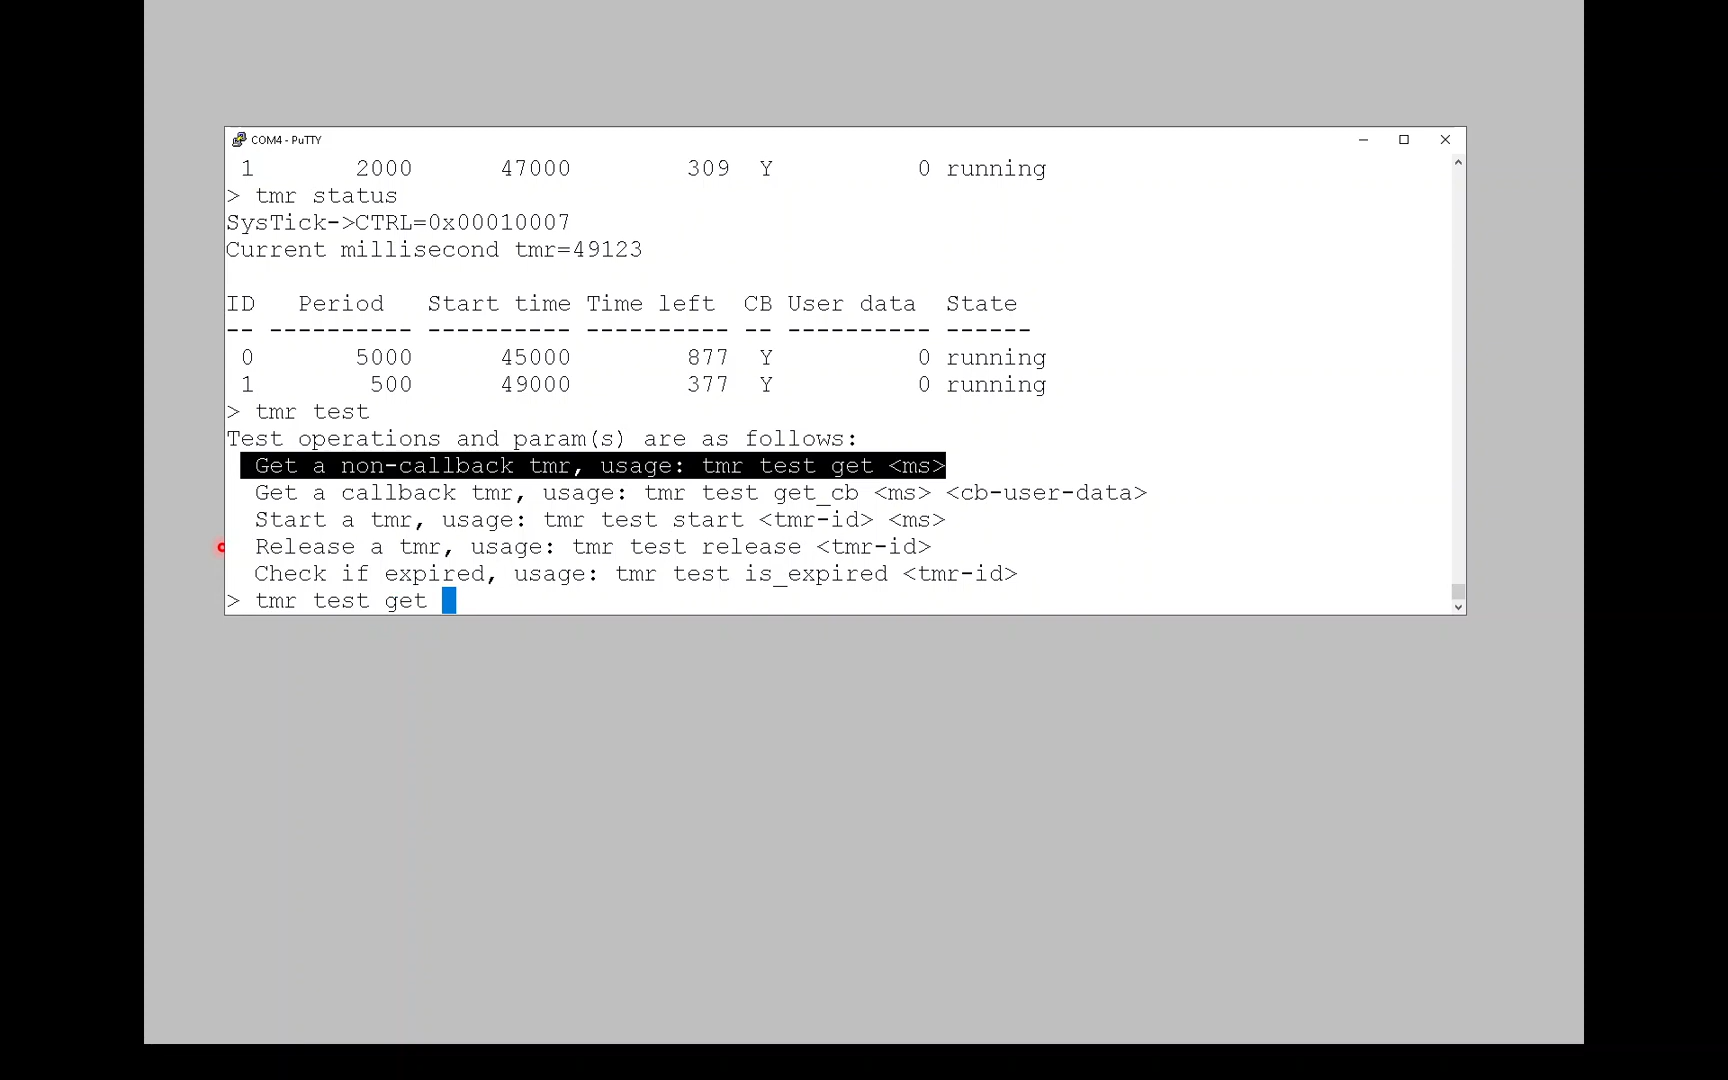 COM4 - PuTTY
1 2000 47000 309 Y 0 running
> tmr status
SysTick->CTRL=0x00010007
Current millisecond tmr=49123
ID Period Start time Time left CB User data State
-- ---------- ---------- ---------- -- ---------- ------
0 5000 45000 877 Y 0 running
1 500 49000 377 Y 0 running
> tmr test
Test operations and param(s) are as follows:
Get a non-callback tmr, usage: tmr test get <ms>
Get a callback tmr, usage: tmr test get_cb <ms> <cb-user-data>
Start a tmr, usage: tmr test start <tmr-id> <ms>
Release a tmr, usage: tmr test release <tmr-id>
Check if expired, usage: tmr test is_expired <tmr-id>
> tmr test get